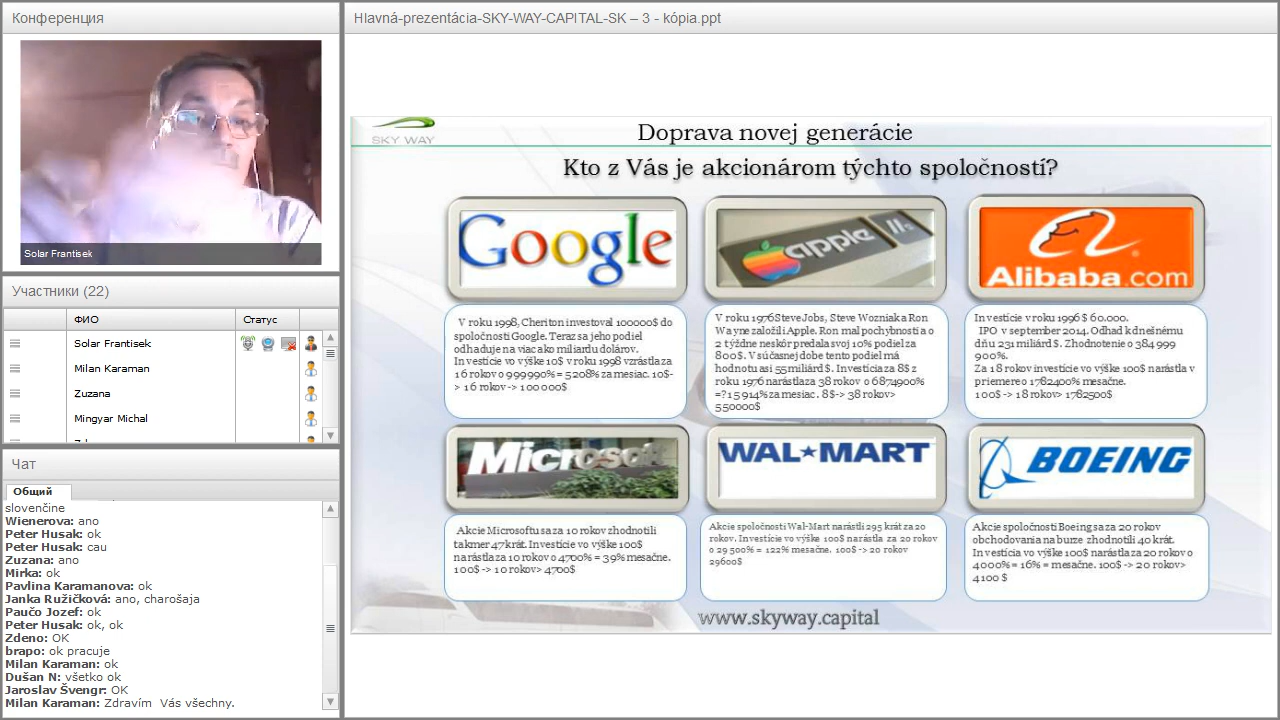 Конференция
Solar Frantisek
Участники (22)
ФИО
Статус
Solar Frantisek
Milan Karaman
Zuzana
Mingyar Michal
Чат
Общий
slovenčine
Wienerova: ano
Peter Husak: ok
Peter Husak: cau
Zuzana: ano
Mirka: ok
Pavlina Karamanova: ok
Janka Ružičková: ano, charošaja
Paučo Jozef: ok
Peter Husak: ok, ok
Zdeno: OK
brapo: ok pracuje
Milan Karaman: ok
Dušan N: všetko ok
Jaroslav Švengr: OK
Milan Karaman: Zdravím  Vás všechny.
Hlavná-prezentácia-SKY-WAY-CAPITAL-SK – 3 - kópia.ppt
SKY WAY
Doprava novej generácie
Kto z Vás je akcionárom týchto spoločností?
Google
V roku 1998, Cheriton investoval 100000$ do
spoločnosti Google. Teraz sa jeho podiel
odhaduje na viac ako miliardu dolárov.
Investície vo výške 10$ v roku 1998 vzrástla za
16 rokov o 999990% = 5208% za mesiac. 10$-
> 16 rokov -> 100000$
apple
V roku 1976 Steve Jobs, Steve Wozniak a Ron
Wayne založili Apple. Ron mal pochybnosti a o
2 týždne neskôr predala svoj 10% podiel za
800$. V súčasnej dobe tento podiel má
hodnotu asi 55 miliárd $. Investícia za 8$ z
roku 1976 narástla za 38 rokov o 6874900%
=?15914% za mesiac. 8$-> 38 rokov>
550000$
Alibaba.com
Investície v roku 1996 $ 60.000.
IPO v september 2014. Odhad k dnešnému
dňu 231 miliárd $. Zhodnotenie o 384 999
900%.
Za 18 rokov investície vo výške 100$ narástla v
priemere o 1782400% mesačne.
100$ -> 18 rokov> 1782500$
Microsoft
Akcie Microsoftu sa za 10 rokov zhodnotili
takmer 47 krát. Investície vo výške 100$
narástla za 10 rokov o 4700% = 39% mesačne.
100$ -> 10 rokov> 4700$
WAL★MART
Akcie spoločnosti Wal-Mart narástli 295 krát za 20
rokov. Investície vo výške 100$ narástla za 20 rokov
o 29 500% = 122% mesačne. 100$ -> 20 rokov
29600$
BOEING
Akcie spoločnosti Boeing sa za 20 rokov
obchodovania na burze zhodnotili 40 krát.
Investícia vo výške 100$ narástla za 20 rokov o
4000% = 16% = mesačne. 100$ -> 20 rokov>
4100 $
www.skyway.capital